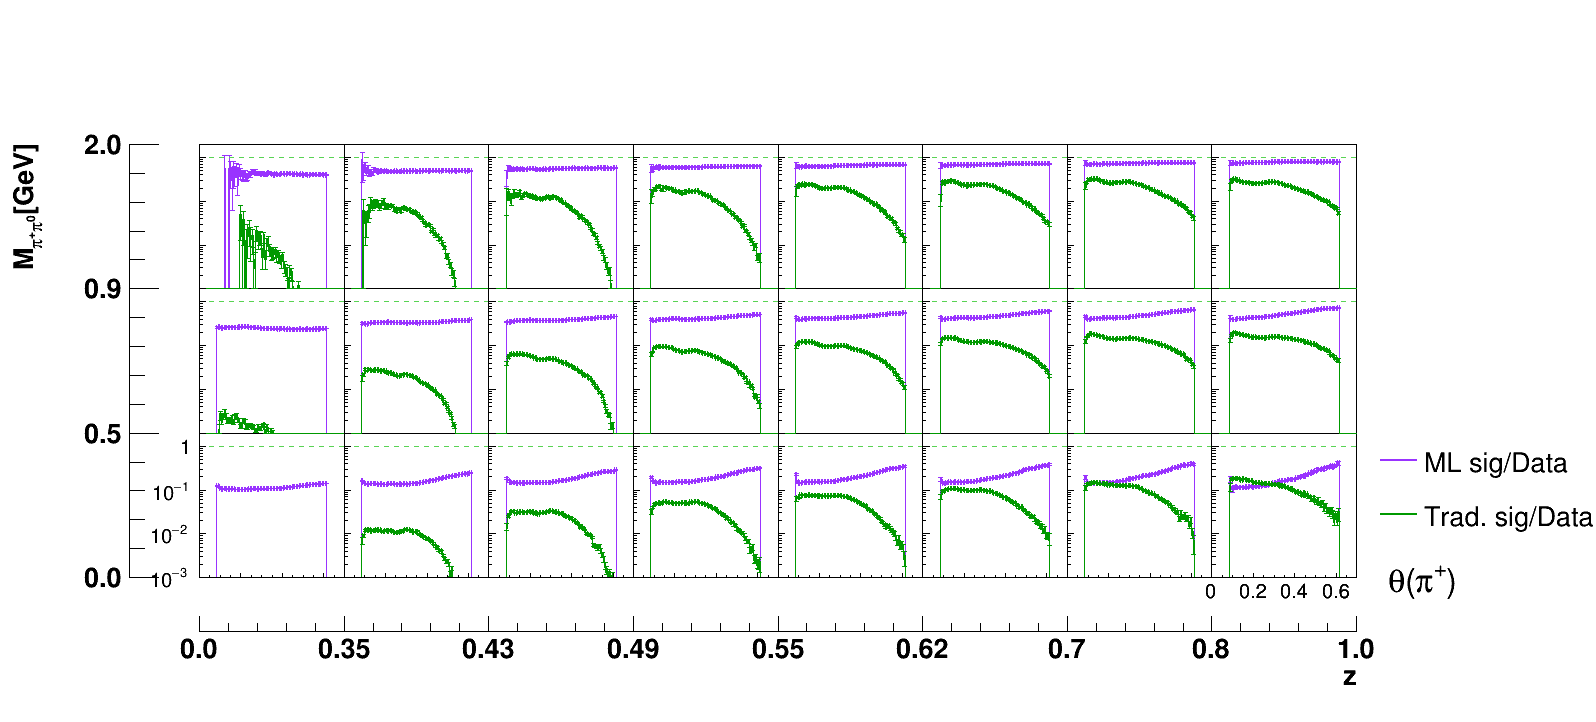 M π⁺π⁰ [GeV]
2.0
0.9
0.5
0.0
1
10⁻¹
10⁻²
10⁻³
ML sig/Data
Trad. sig/Data
θ(π⁺)
0 0.2 0.4 0.6
0.0 0.35 0.43 0.49 0.55 0.62 0.7 0.8 1.0
z